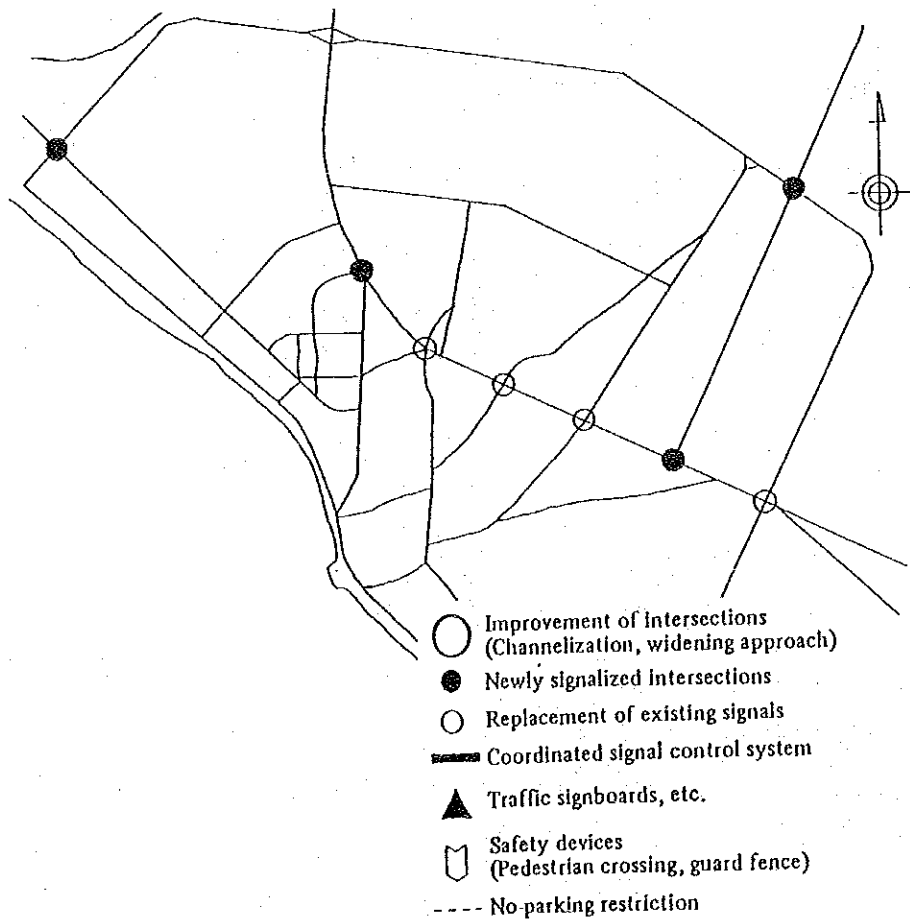 Improvement of intersections
(Channelization, widening approach)
Newly signalized intersections
Replacement of existing signals
Coordinated signal control system
Traffic signboards, etc.
Safety devices
(Pedestrian crossing, guard fence)
No-parking restriction